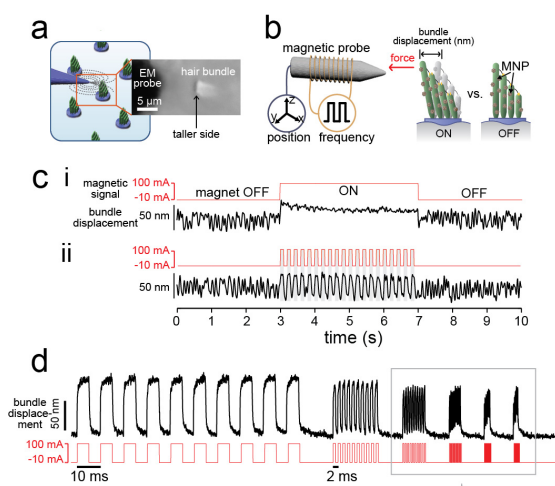 a
EM
probe
5 µm
hair bundle
taller side
b
magnetic probe
z
y
x
position
frequency
force
bundle
displacement (nm)
MNP
vs.
ON
OFF
c i
magnetic
signal
100 mA
-10 mA
magnet OFF
ON
OFF
bundle
displacement
50 nm
ii
100 mA
-10 mA
50 nm
0 1 2 3 4 5 6 7 8 9 10
time (s)
d
bundle
displace
ment
50 nm
100 mA
-10 mA
10 ms
2 ms